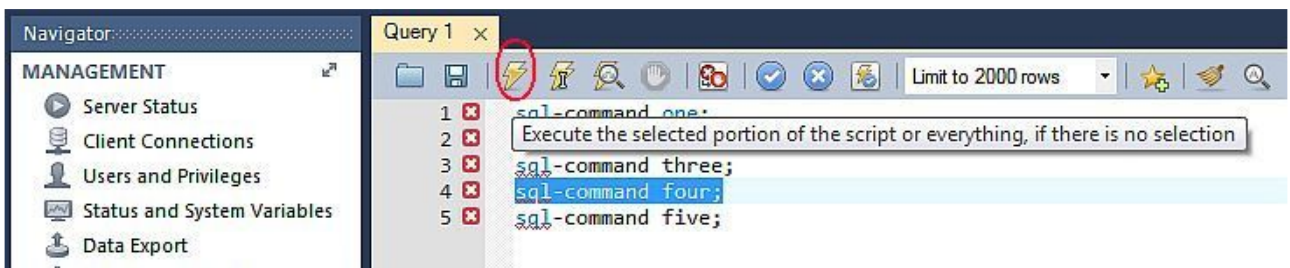 Navigator
MANAGEMENT
Server Status
Client Connections
Users and Privileges
Status and System Variables
Data Export
Query 1
Limit to 2000 rows
1 sql-command one;
Execute the selected portion of the script or everything, if there is no selection
2
3 sql-command three;
4 sql-command four;
5 sql-command five;